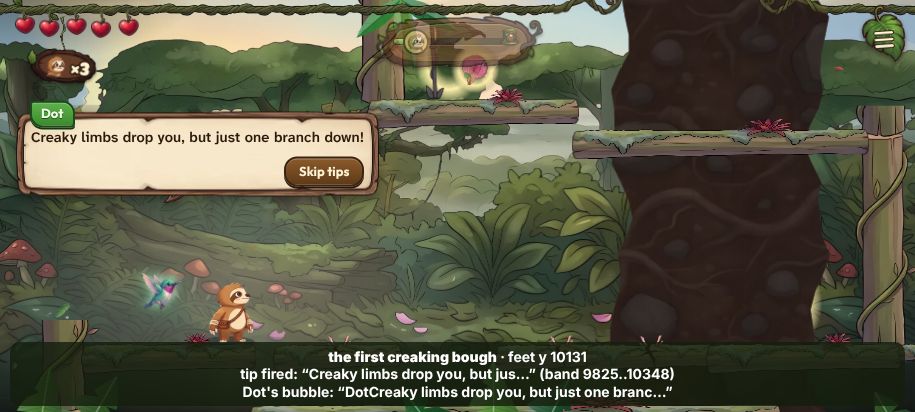 ×3
Dot
Creaky limbs drop you, but just one branch down!
Skip tips
the first creaking bough · feet y 10131
tip fired: “Creaky limbs drop you, but jus…” (band 9825..10348)
Dot's bubble: “DotCreaky limbs drop you, but just one branc…”